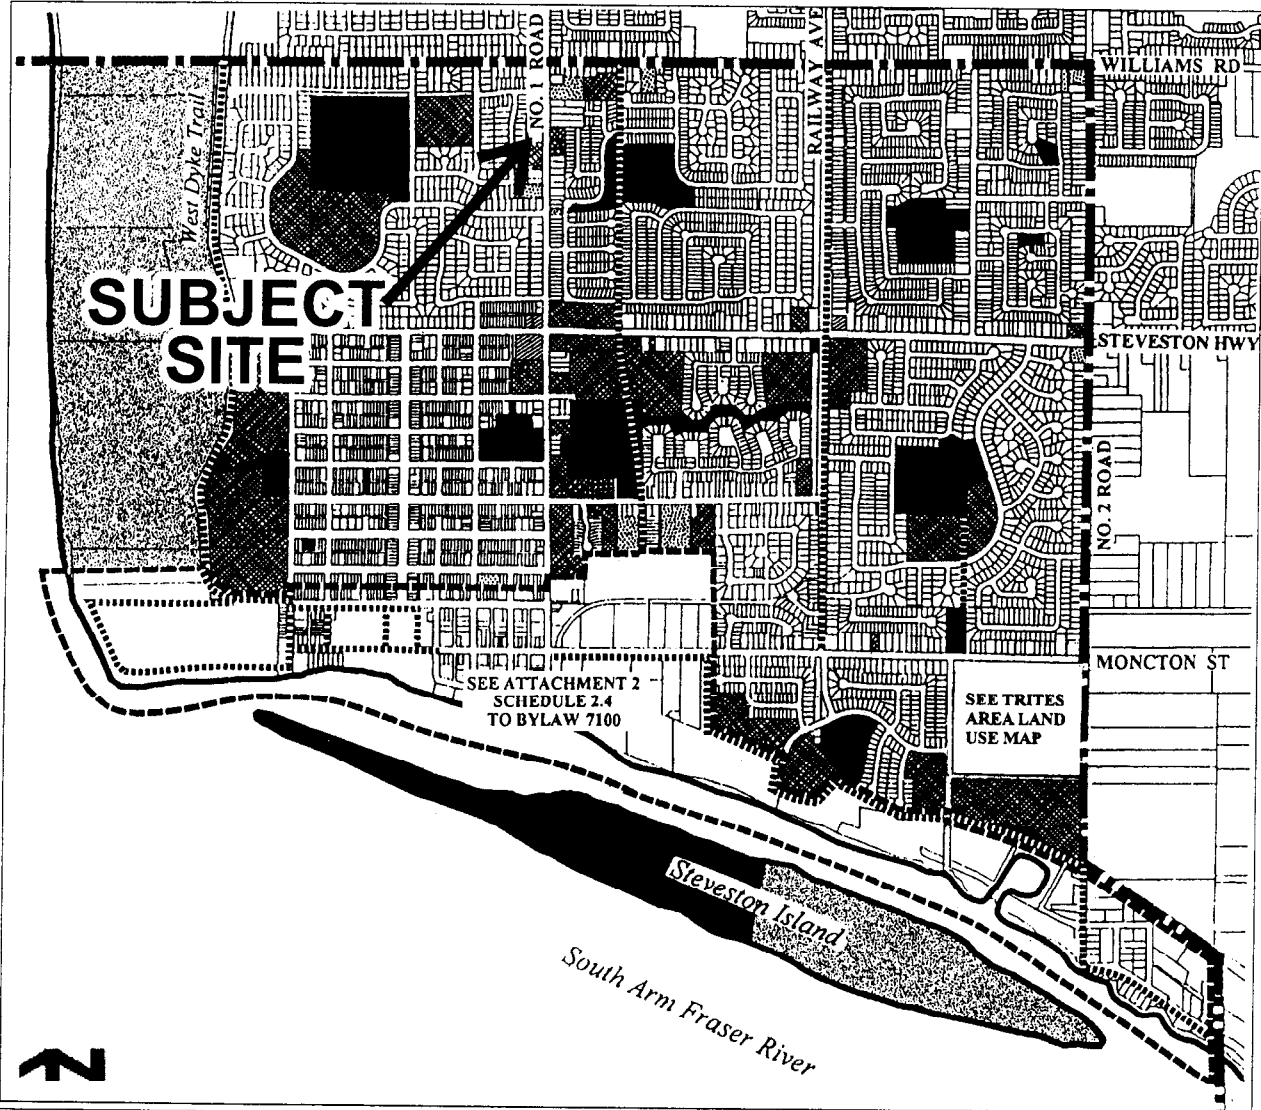 NO. 1 ROAD
RAILWAY AVE
WILLIAMS RD
West Dyke Trail
SUBJECT
SITE
STEVESTON HWY
NO. 2 ROAD
MONCTON ST
SEE ATTACHMENT 2
SCHEDULE 2.4
TO BYLAW 7100
SEE TRITES
AREA LAND
USE MAP
Steveston Island
South Arm Fraser River
N